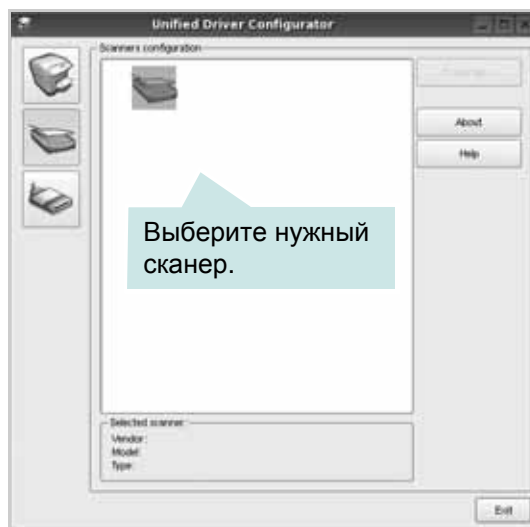 Unified Driver Configurator
Scanners configuration
About
Help
Выберите нужный
сканер.
Selected scanner:
Vendor:
Model:
Type:
Exit